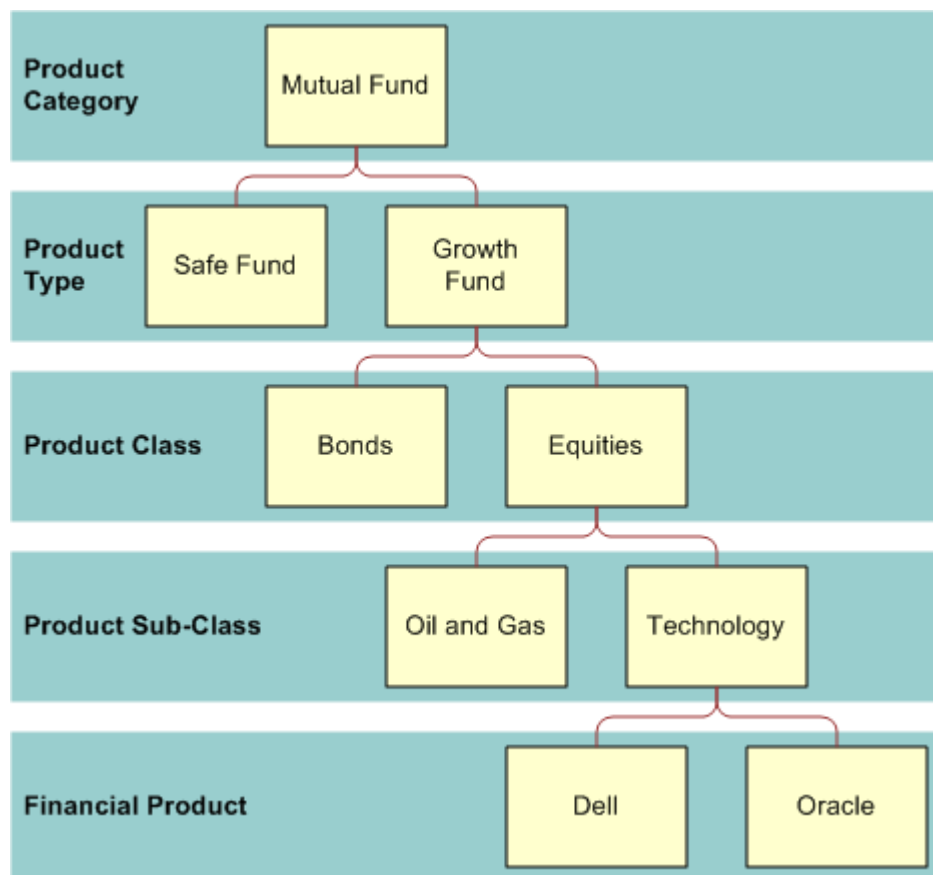 Product
Category
Mutual Fund
Product
Type
Safe Fund
Growth
Fund
Product Class
Bonds
Equities
Product Sub-Class
Oil and Gas
Technology
Financial Product
Dell
Oracle